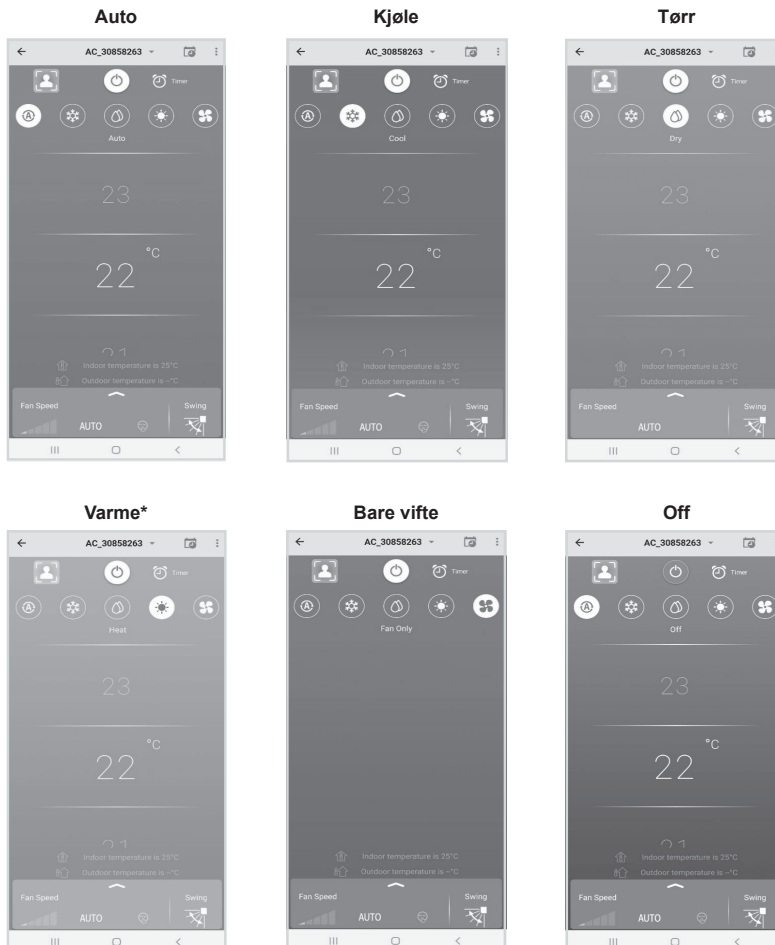 Auto
AC_30858263
Timer
Auto
23
22 °C
Indoor temperature is 25°C
Outdoor temperature is --°C
Fan Speed Swing
AUTO
Kjøle
AC_30858263
Timer
Cool
23
22 °C
Indoor temperature is 25°C
Outdoor temperature is --°C
Fan Speed Swing
AUTO
Tørr
AC_30858263
Timer
Dry
23
22 °C
Indoor temperature is 25°C
Outdoor temperature is --°C
Fan Speed Swing
AUTO
Varme*
AC_30858263
Timer
Heat
23
22 °C
Indoor temperature is 25°C
Outdoor temperature is --°C
Fan Speed Swing
AUTO
Bare vifte
AC_30858263
Timer
Fan Only
Indoor temperature is 25°C
Outdoor temperature is --°C
Fan Speed Swing
AUTO
Off
AC_30858263
Timer
Off
23
22 °C
Indoor temperature is 25°C
Outdoor temperature is --°C
Fan Speed Swing
AUTO